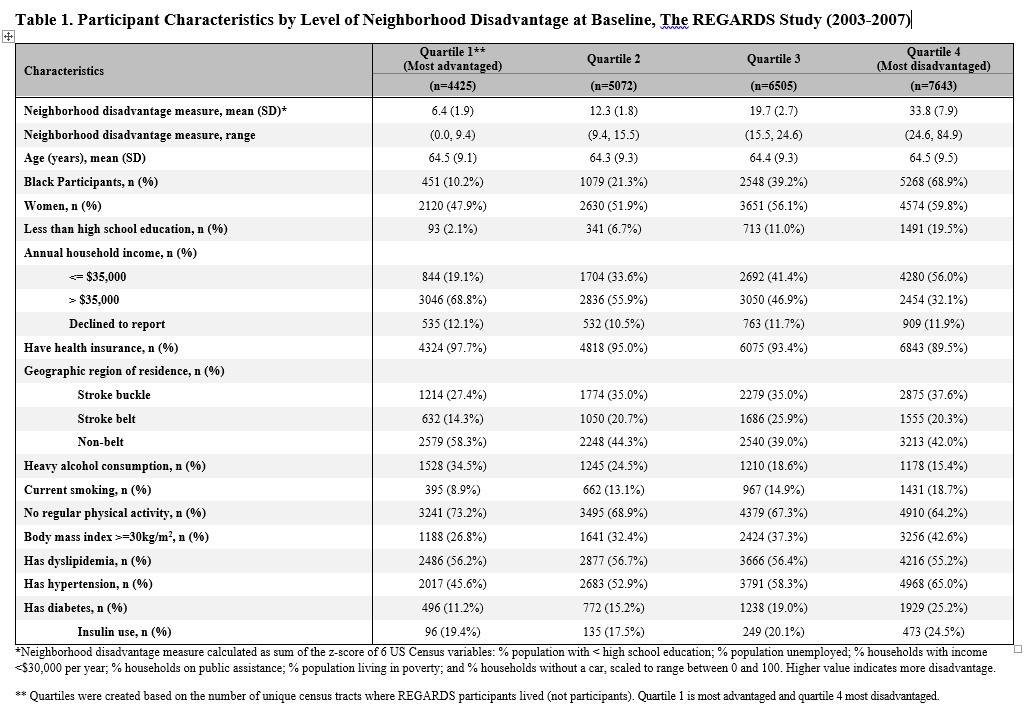 Table 1. Participant Characteristics by Level of Neighborhood Disadvantage at Baseline, The REGARDS Study (2003-2007)
Characteristics Quartile 1** (Most advantaged) Quartile 2 Quartile 3 Quartile 4 (Most disadvantaged)
(n=4425) (n=5072) (n=6505) (n=7643)
Neighborhood disadvantage measure, mean (SD)* 6.4 (1.9) 12.3 (1.8) 19.7 (2.7) 33.8 (7.9)
Neighborhood disadvantage measure, range (0.0, 9.4) (9.4, 15.5) (15.5, 24.6) (24.6, 84.9)
Age (years), mean (SD) 64.5 (9.1) 64.3 (9.3) 64.4 (9.3) 64.5 (9.5)
Black Participants, n (%) 451 (10.2%) 1079 (21.3%) 2548 (39.2%) 5268 (68.9%)
Women, n (%) 2120 (47.9%) 2630 (51.9%) 3651 (56.1%) 4574 (59.8%)
Less than high school education, n (%) 93 (2.1%) 341 (6.7%) 713 (11.0%) 1491 (19.5%)
Annual household income, n (%)
<= $35,000 844 (19.1%) 1704 (33.6%) 2692 (41.4%) 4280 (56.0%)
> $35,000 3046 (68.8%) 2836 (55.9%) 3050 (46.9%) 2454 (32.1%)
Declined to report 535 (12.1%) 532 (10.5%) 763 (11.7%) 909 (11.9%)
Have health insurance, n (%) 4324 (97.7%) 4818 (95.0%) 6075 (93.4%) 6843 (89.5%)
Geographic region of residence, n (%)
Stroke buckle 1214 (27.4%) 1774 (35.0%) 2279 (35.0%) 2875 (37.6%)
Stroke belt 632 (14.3%) 1050 (20.7%) 1686 (25.9%) 1555 (20.3%)
Non-belt 2579 (58.3%) 2248 (44.3%) 2540 (39.0%) 3213 (42.0%)
Heavy alcohol consumption, n (%) 1528 (34.5%) 1245 (24.5%) 1210 (18.6%) 1178 (15.4%)
Current smoking, n (%) 395 (8.9%) 662 (13.1%) 967 (14.9%) 1431 (18.7%)
No regular physical activity, n (%) 3241 (73.2%) 3495 (68.9%) 4379 (67.3%) 4910 (64.2%)
Body mass index >=30kg/m², n (%) 1188 (26.8%) 1641 (32.4%) 2424 (37.3%) 3256 (42.6%)
Has dyslipidemia, n (%) 2486 (56.2%) 2877 (56.7%) 3666 (56.4%) 4216 (55.2%)
Has hypertension, n (%) 2017 (45.6%) 2683 (52.9%) 3791 (58.3%) 4968 (65.0%)
Has diabetes, n (%) 496 (11.2%) 772 (15.2%) 1238 (19.0%) 1929 (25.2%)
Insulin use, n (%) 96 (19.4%) 135 (17.5%) 249 (20.1%) 473 (24.5%)
*Neighborhood disadvantage measure calculated as sum of the z-score of 6 US Census variables: % population with < high school education; % population unemployed; % households with income
<$30,000 per year; % households on public assistance; % population living in poverty; and % households without a car, scaled to range between 0 and 100. Higher value indicates more disadvantage.
** Quartiles were created based on the number of unique census tracts where REGARDS participants lived (not participants). Quartile 1 is most advantaged and quartile 4 most disadvantaged.